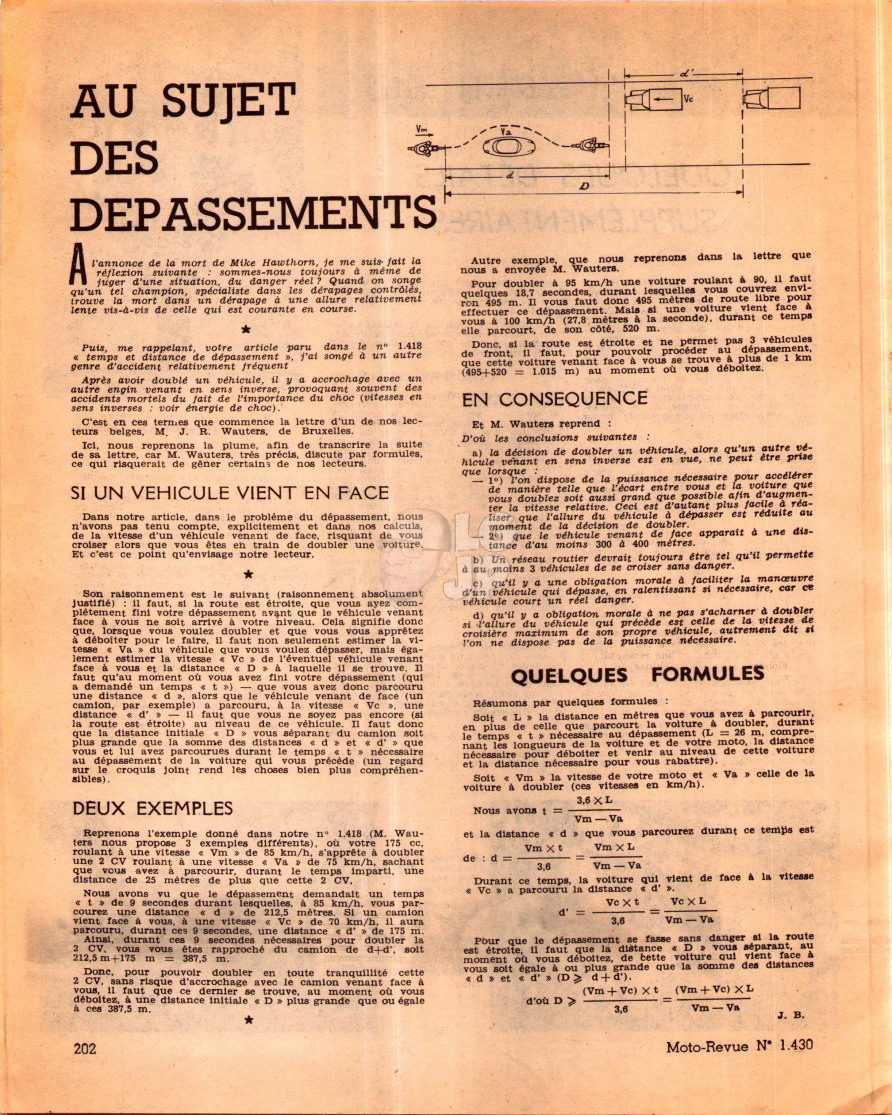 AU SUJET
DES
DEPASSEMENTS
d'
Vc
Vm
Va
d
D
A l'annonce de la mort de Mike Hawthorn, je me suis fait la
réflexion suivante : sommes-nous toujours à même de
juger d'une situation, du danger réel ? Quand on songe
qu'un tel champion, spécialiste dans les dérapages contrôlés,
trouve la mort dans un dérapage à une allure relativement
lente vis-à-vis de celle qui est courante en course.
★
Puis, me rappelant, votre article paru dans le nº 1.418
« temps et distance de dépassement », j'ai songé à un autre
genre d'accident relativement fréquent
Après avoir doublé un véhicule, il y a accrochage avec un
autre engin venant en sens inverse, provoquant souvent des
accidents mortels du fait de l'importance du choc (vitesses en
sens inverses : voir énergie de choc).
C'est en ces termes que commence la lettre d'un de nos lec-
teurs belges, M. J. R. Wauters, de Bruxelles.
Ici, nous reprenons la plume, afin de transcrire la suite
de sa lettre, car M. Wauters, très précis, discute par formules,
ce qui risquerait de gêner certains de nos lecteurs.
SI UN VEHICULE VIENT EN FACE
Dans notre article, dans le problème du dépassement, nous
n'avons pas tenu compte, explicitement et dans nos calculs,
de la vitesse d'un véhicule venant de face, risquant de vous
croiser alors que vous êtes en train de doubler une voiture.
Et c'est ce point qu'envisage notre lecteur.
★
Son raisonnement est le suivant (raisonnement absolument
justifié) : il faut, si la route est étroite, que vous ayez com-
plètement fini votre dépassement avant que le véhicule venant
face à vous ne soit arrivé à votre niveau. Cela signifie donc
que, lorsque vous voulez doubler et que vous vous apprêtez
à déboîter pour le faire, il faut non seulement estimer la vi-
tesse « Va » du véhicule que vous voulez dépasser, mais éga-
lement estimer la vitesse « Vc » de l'éventuel véhicule venant
face à vous et la distance « D » à laquelle il se trouve. Il
faut qu'au moment où vous avez fini votre dépassement (qui
a demandé un temps « t ») — que vous avez donc parcouru
une distance « d », alors que le véhicule venant de face (un
camion, par exemple) a parcouru, à la vitesse « Vc », une
distance « d' » — il faut que vous ne soyez pas encore (si
la route est étroite) au niveau de ce véhicule. Il faut donc
que la distance initiale « D » vous séparant du camion soit
plus grande que la somme des distances « d » et « d' » que
vous et lui avez parcourues durant le temps « t » nécessaire
au dépassement de la voiture qui vous précède (un regard
sur le croquis joint rend les choses bien plus compréhen-
sibles).
DEUX EXEMPLES
Reprenons l'exemple donné dans notre nº 1.418 (M. Wau-
ters nous propose 3 exemples différents), où votre 175 cc,
roulant à une vitesse « Vm » de 85 km/h, s'apprête à doubler
une 2 CV roulant à une vitesse « Va » de 75 km/h, sachant
que vous avez à parcourir, durant le temps imparti, une
distance de 25 mètres de plus que cette 2 CV.
Nous avons vu que le dépassement demandait un temps
« t » de 9 secondes durant lesquelles, à 85 km/h, vous par-
courez une distance « d » de 212,5 mètres. Si un camion
vient face à vous, à une vitesse « Vc » de 70 km/h, il aura
parcouru, durant ces 9 secondes, une distance « d' » de 175 m.
Ainsi, durant ces 9 secondes nécessaires pour doubler la
2 CV, vous vous êtes rapproché du camion de d+d', soit
212,5 m+175 m = 387,5 m.
Donc, pour pouvoir doubler en toute tranquillité cette
2 CV, sans risque d'accrochage avec le camion venant face à
vous, il faut que ce dernier se trouve, au moment où vous
déboîtez, à une distance initiale « D » plus grande que ou égale
à ces 387,5 m.
★
Autre exemple, que nous reprenons dans la lettre que
nous a envoyée M. Wauters.
Pour doubler à 95 km/h une voiture roulant à 90, il faut
quelques 18,7 secondes, durant lesquelles vous couvrez envi-
ron 495 m. Il vous faut donc 495 mètres de route libre pour
effectuer ce dépassement. Mais si une voiture vient face à
vous à 100 km/h (27,8 mètres à la seconde), durant ce temps
elle parcourt, de son côté, 520 m.
Donc, si la route est étroite et ne permet pas 3 véhicules
de front, il faut, pour pouvoir procéder au dépassement,
que cette voiture venant face à vous se trouve à plus de 1 km
(495+520 = 1.015 m) au moment où vous déboîtez.
EN CONSEQUENCE
Et M. Wauters reprend :
D'où les conclusions suivantes :
a) la décision de doubler un véhicule, alors qu'un autre vé-
hicule venant en sens inverse est en vue, ne peut être prise
que lorsque :
— 1º) l'on dispose de la puissance nécessaire pour accélérer
de manière telle que l'écart entre vous et la voiture que
vous doublez soit aussi grand que possible afin d'augmen-
ter la vitesse relative. Ceci est d'autant plus facile à réa-
liser que l'allure du véhicule à dépasser est réduite au
moment de la décision de doubler.
2º) que le véhicule venant de face apparait à une dis-
tance d'au moins 300 à 400 mètres.
b) Un réseau routier devrait toujours être tel qu'il permette
à au moins 3 véhicules de se croiser sans danger.
c) qu'il y a une obligation morale à faciliter la manœuvre
d'un véhicule qui dépasse, en ralentissant si nécessaire, car ce
véhicule court un réel danger.
d) qu'il y a obligation morale à ne pas s'acharner à doubler
si l'allure du véhicule qui précède est celle de la vitesse de
croisière maximum de son propre véhicule, autrement dit si
l'on ne dispose pas de la puissance nécessaire.
QUELQUES FORMULES
Résumons par quelques formules :
Soit « L » la distance en mètres que vous avez à parcourir,
en plus de celle que parcourt la voiture à doubler, durant
le temps « t » nécessaire au dépassement (L = 26 m, compre-
nant les longueurs de la voiture et de votre moto, la distance
nécessaire pour déboîter et venir au niveau de cette voiture
et la distance nécessaire pour vous rabattre).
Soit « Vm » la vitesse de votre moto et « Va » celle de la
voiture à doubler (ces vitesses en km/h).
3,6 X L
Nous avons t =
Vm — Va
et la distance « d » que vous parcourez durant ce temps est
Vm X t Vm X L
de : d = =
3,6 Vm — Va
Durant ce temps, la voiture qui vient de face à la vitesse
« Vc » a parcouru la distance « d' ».
Vc X t Vc X L
d' = =
3,6 Vm — Va
Pour que le dépassement se fasse sans danger si la route
est étroite, il faut que la distance « D » vous séparant, au
moment où vous déboîtez, de cette voiture qui vient face à
vous soit égale à ou plus grande que la somme des distances
« d » et « d' » (D ⩾ d + d').
(Vm + Vc) X t (Vm + Vc) X L
d'où D ⩾ =
3,6 Vm — Va
J. B.
202
Moto-Revue N° 1.430